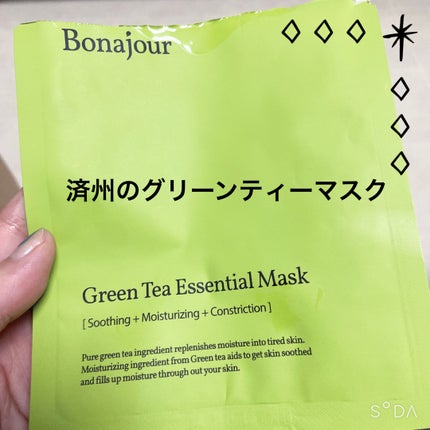 Bonajour
済州のグリーンティーマスク
Green Tea Essential Mask
[ Soothing + Moisturizing + Constriction ]
Pure green tea ingredient replenishes moisture into tired skin.
Moisturizing ingredient from Green tea aids to get skin soothed
and fills up moisture through out your skin.
SODA